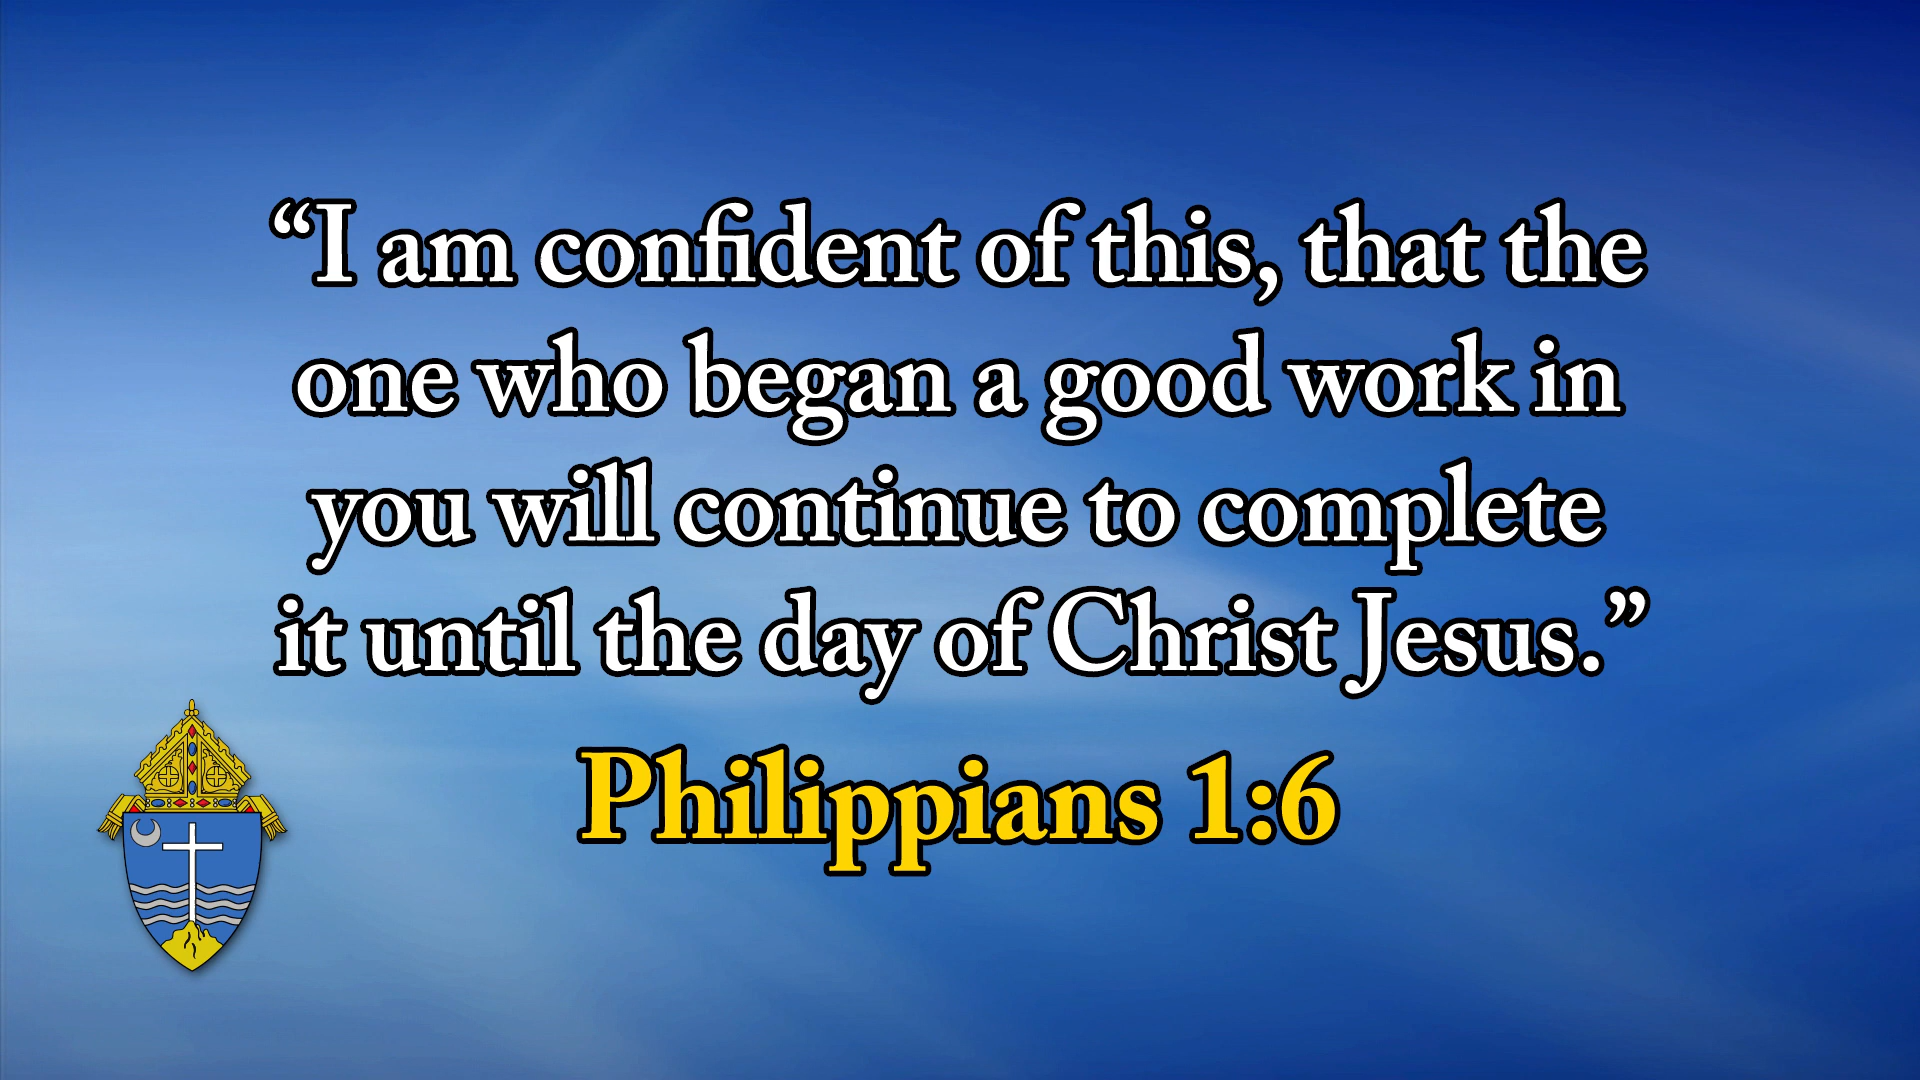 “I am confident of this, that the
one who began a good work in
you will continue to complete
it until the day of Christ Jesus.”
Philippians 1:6